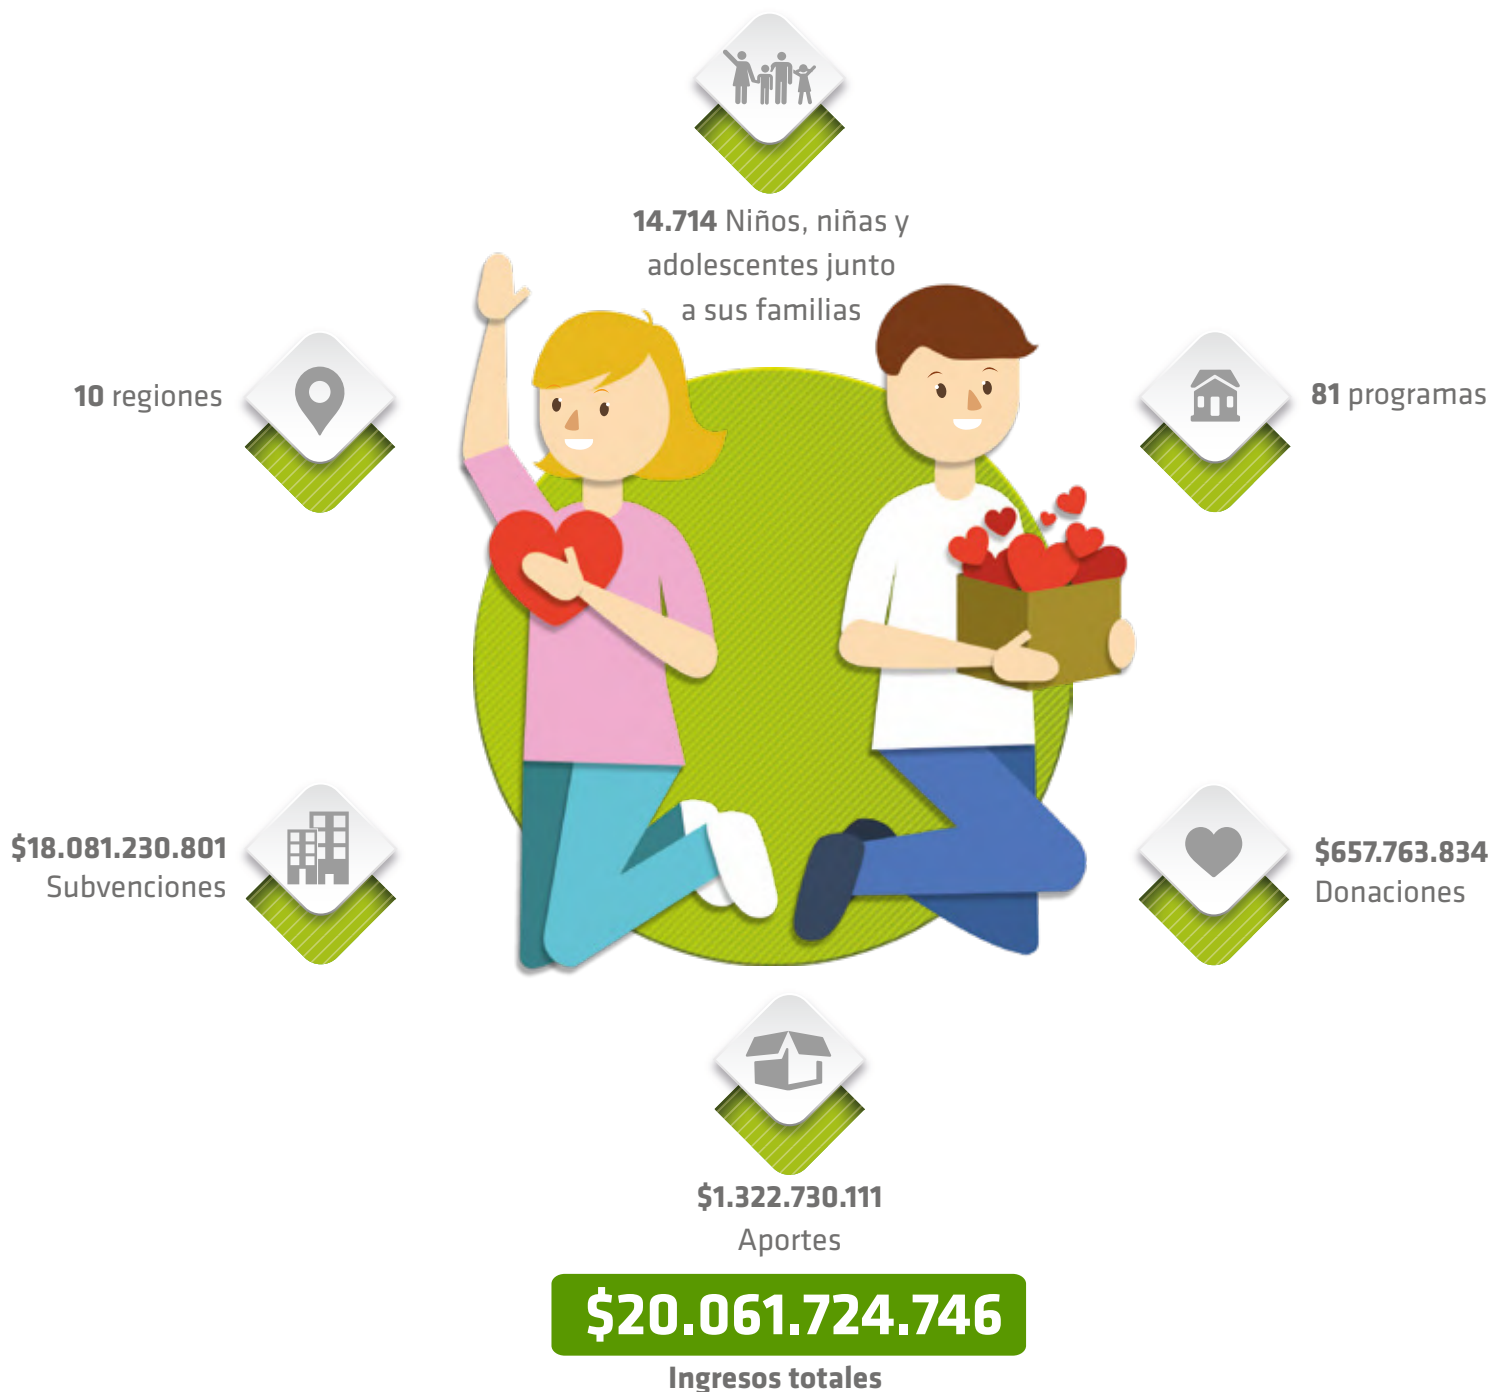 14.714 Niños, niñas y
adolescentes junto
a sus familias
10 regiones
81 programas
$18.081.230.801
Subvenciones
$657.763.834
Donaciones
$1.322.730.111
Aportes
$20.061.724.746
Ingresos totales